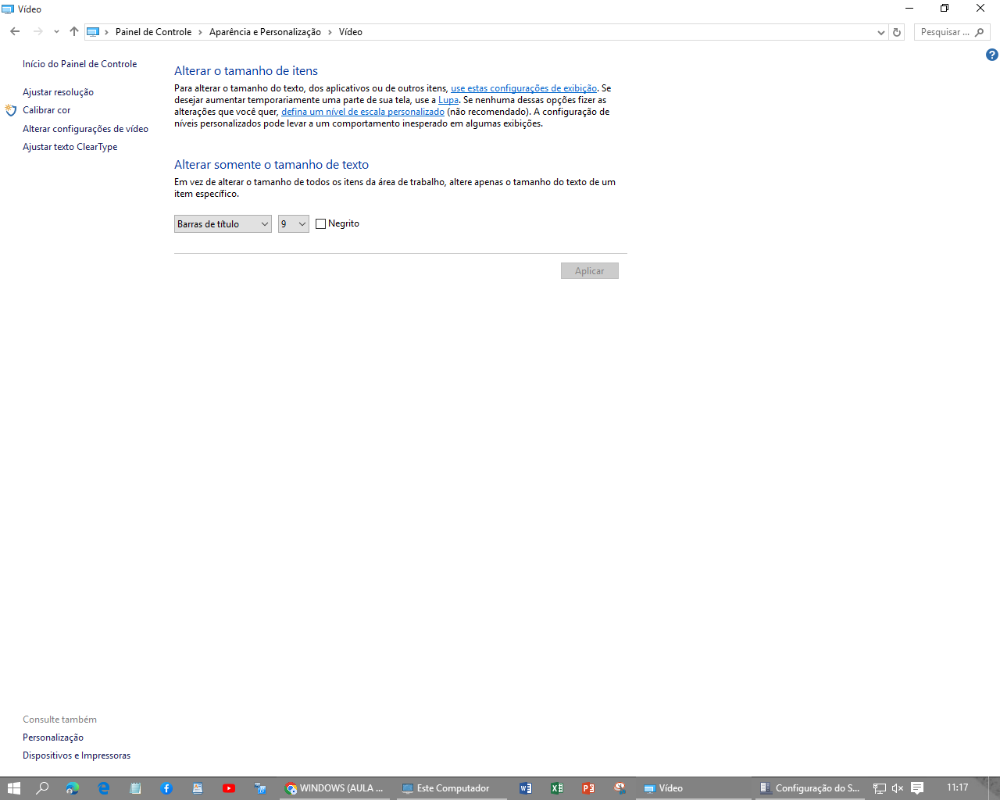 Vídeo
Painel de Controle > Aparência e Personalização > Vídeo
Pesquisar ...
Início do Painel de Controle
Ajustar resolução
Calibrar cor
Alterar configurações de vídeo
Ajustar texto ClearType
Alterar o tamanho de itens
Para alterar o tamanho do texto, dos aplicativos ou de outros itens, use estas configurações de exibição. Se
desejar aumentar temporariamente uma parte de sua tela, use a Lupa. Se nenhuma dessas opções fizer as
alterações que você quer, defina um nível de escala personalizado (não recomendado). A configuração de
níveis personalizados pode levar a um comportamento inesperado em algumas exibições.
Alterar somente o tamanho de texto
Em vez de alterar o tamanho de todos os itens da área de trabalho, altere apenas o tamanho do texto de um
item específico.
Barras de título 9 Negrito
Aplicar
Consulte também
Personalização
Dispositivos e Impressoras
WINDOWS (AULA ... Este Computador Vídeo Configuração do S... 11:17